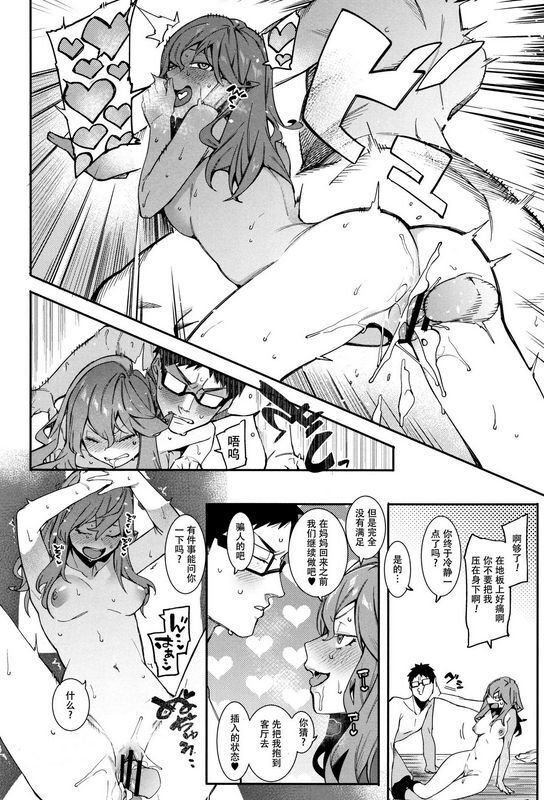 ドチュ
唔呜
啊够了！
在地板上好痛啊
你不要把我
压在身下啊！
你终于冷静
点了吗？
是的…
但是完全
没有满足
在妈妈回来之前
我们继续做吧♥
骗人的吧
你猜？
先把我抱到
客厅去
插入的状态
♥
有件事能问你
一下吗？
什么？